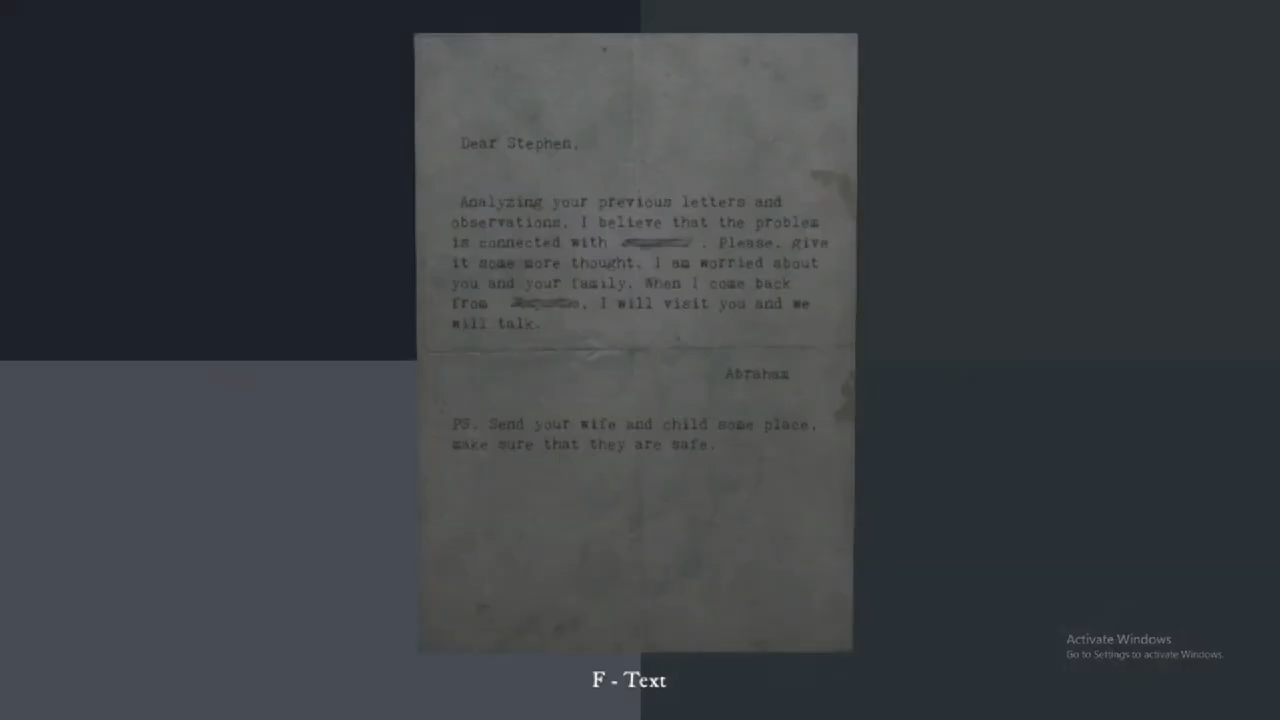 Dear Stephen,
Analyzing your previous letters and
observations, I believe that the problem
is connected with . Please, give
it some more thought. I am worried about
you and your family. When I come back
from , I will visit you and we
will talk.
Abraham
PS. Send your wife and child some place,
make sure that they are safe.
Activate Windows
Go to Settings to activate Windows.
F - Text